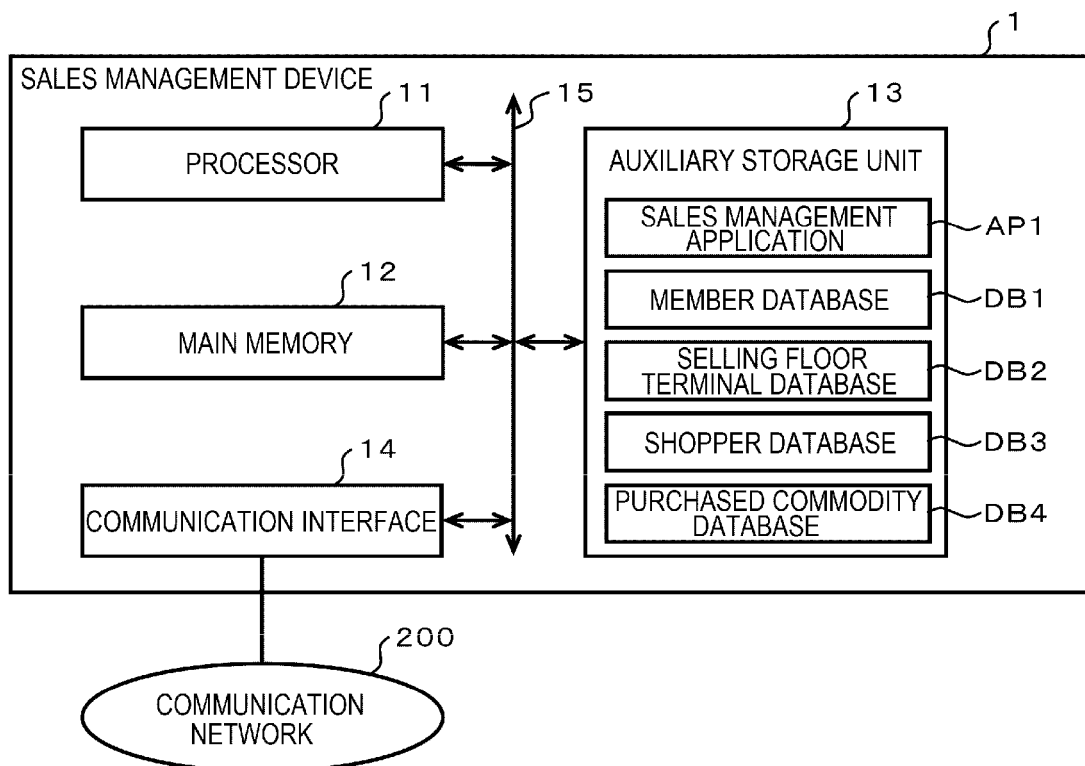 1
SALES MANAGEMENT DEVICE
11
15
13
PROCESSOR
AUXILIARY STORAGE UNIT
SALES MANAGEMENT
APPLICATION
AP1
12
MEMBER DATABASE
DB1
MAIN MEMORY
SELLING FLOOR
TERMINAL DATABASE
DB2
SHOPPER DATABASE
DB3
14
COMMUNICATION INTERFACE
PURCHASED COMMODITY
DATABASE
DB4
200
COMMUNICATION
NETWORK